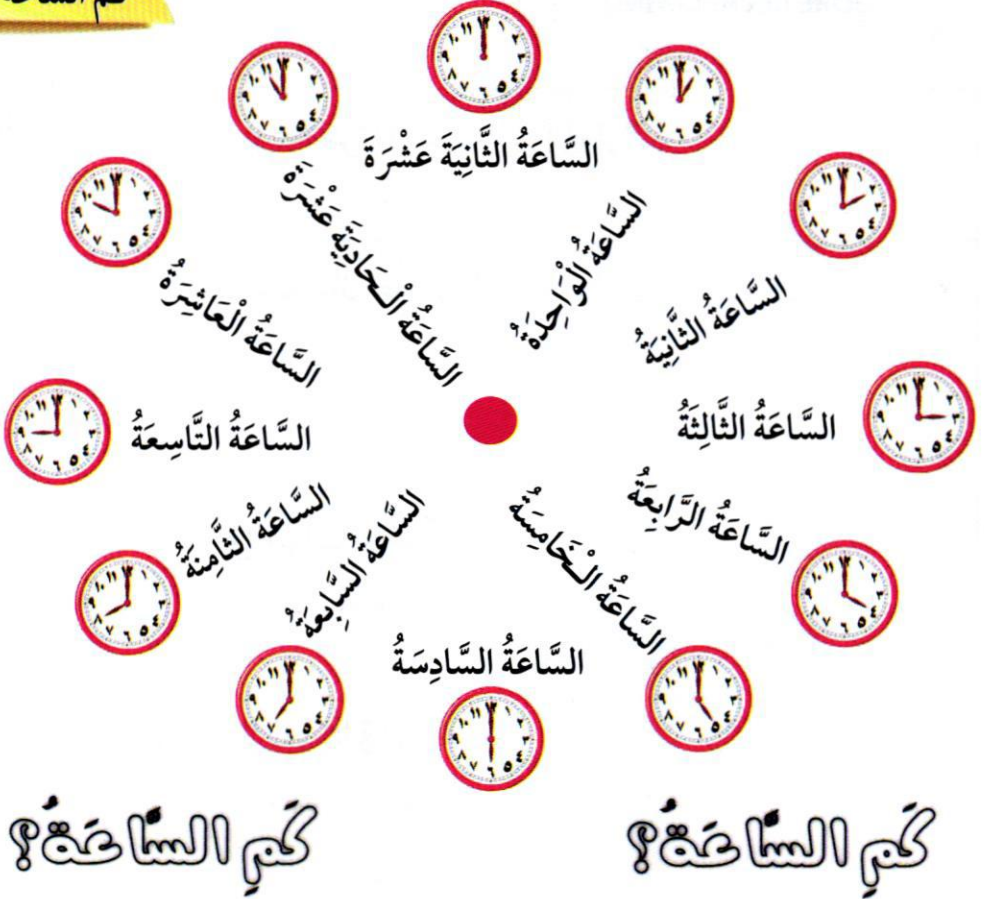 كم الساعة
السَّاعَةُ الثَّانِيَةَ عَشْرَةَ
السَّاعَةُ الْوَاحِدَةُ
السَّاعَةُ الثَّانِيَةُ
السَّاعَةُ الثَّالِثَةُ
السَّاعَةُ الرَّابِعَةُ
السَّاعَةُ الْخَامِسَةُ
السَّاعَةُ السَّادِسَةُ
السَّاعَةُ السَّابِعَةُ
السَّاعَةُ الثَّامِنَةُ
السَّاعَةُ التَّاسِعَةُ
السَّاعَةُ الْعَاشِرَةُ
السَّاعَةُ الْحَادِيَةَ عَشْرَةَ
كَمِ السَّاعَةُ؟
كَمِ السَّاعَةُ؟